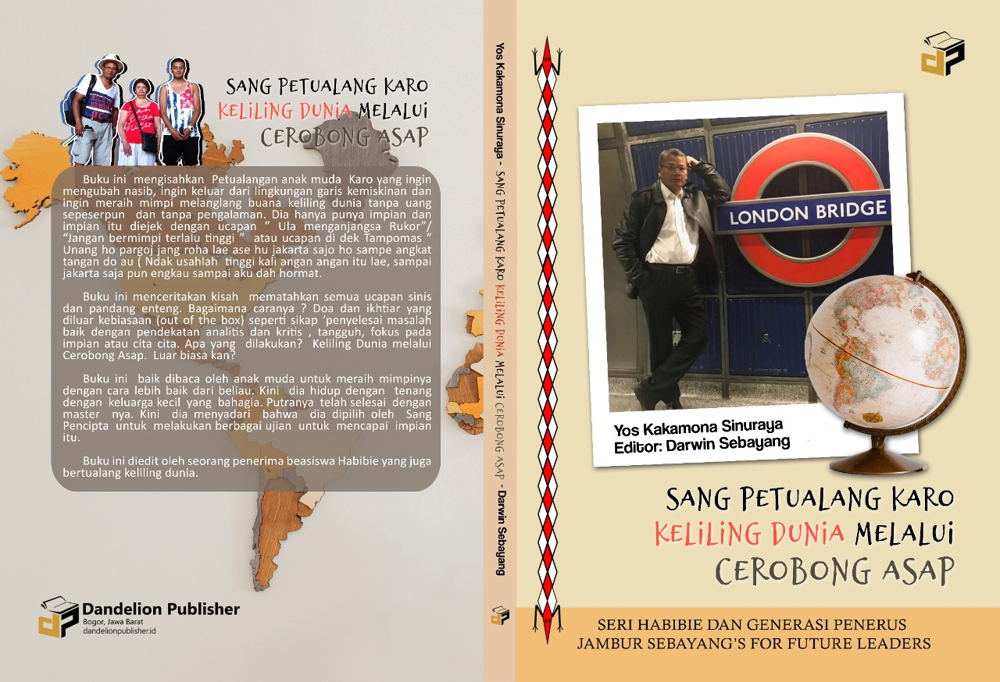 SANG PETUALANG KARO
KELILING DUNIA MELALUI
CEROBONG ASAP
Buku ini mengisahkan Petualangan anak muda Karo yang ingin
mengubah nasib, ingin keluar dari lingkungan garis kemiskinan dan
ingin meraih mimpi melanglang buana keliling dunia tanpa uang
sepeserpun dan tanpa pengalaman. Dia hanya punya impian dan
impian itu diejek dengan ucapan ” Ula menganjangsa Rukor”/
“Jangan bermimpi terlalu tinggi ” atau ucapan di dek Tampomas “
Unang ho pargoj jang roha lae ase hu jakarta sajo ho sampe angkat
tangan do au ( Ndak usahlah tinggi kali angan angan itu lae, sampai
jakarta saja pun engkau sampai aku dah hormat.
Buku ini menceritakan kisah mematahkan semua ucapan sinis
dan pandang enteng. Bagaimana caranya ? Doa dan ikhtiar yang
diluar kebiasaan (out of the box) seperti sikap ‘penyelesai masalah
baik dengan pendekatan analitis dan kritis , tangguh, fokus pada
impian atau cita cita. Apa yang dilakukan? Keliling Dunia melalui
Cerobong Asap. Luar biasa kan?
Buku ini baik dibaca oleh anak muda untuk meraih mimpinya
dengan cara lebih baik dari beliau. Kini dia hidup dengan tenang
dengan keluarga kecil yang bahagia. Putranya telah selesai dengan
master nya. Kini dia menyadari bahwa dia dipilih oleh Sang
Pencipta untuk melakukan berbagai ujian untuk mencapai impian
itu.
Buku ini diedit oleh seorang penerima beasiswa Habibie yang juga
bertualang keliling dunia.
dP
Dandelion Publisher
Bogor, Jawa Barat
dandelionpublisher.id
Yos Kakamona Sinuraya - SANG PETUALANG KARO KELILING DUNIA MELALUI CEROBONG ASAP - Darwin Sebayang
dP
dP
LONDON BRIDGE
Yos Kakamona Sinuraya
Editor: Darwin Sebayang
SANG PETUALANG KARO
KELILING DUNIA MELALUI
CEROBONG ASAP
SERI HABIBIE DAN GENERASI PENERUS
JAMBUR SEBAYANG’S FOR FUTURE LEADERS